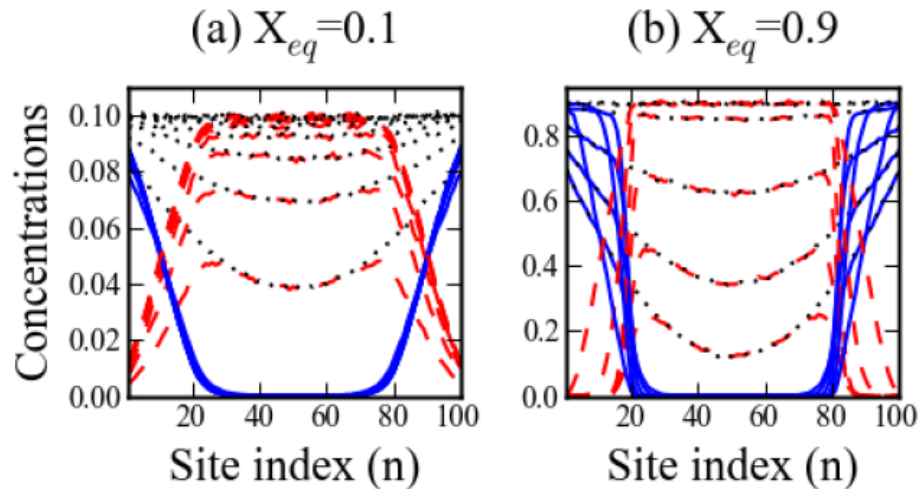 (a) X_eq=0.1
(b) X_eq=0.9
Concentrations
0.10
0.08
0.06
0.04
0.02
0.00
20 40 60 80 100
Site index (n)
0.8
0.6
0.4
0.2
0.0
20 40 60 80 100
Site index (n)